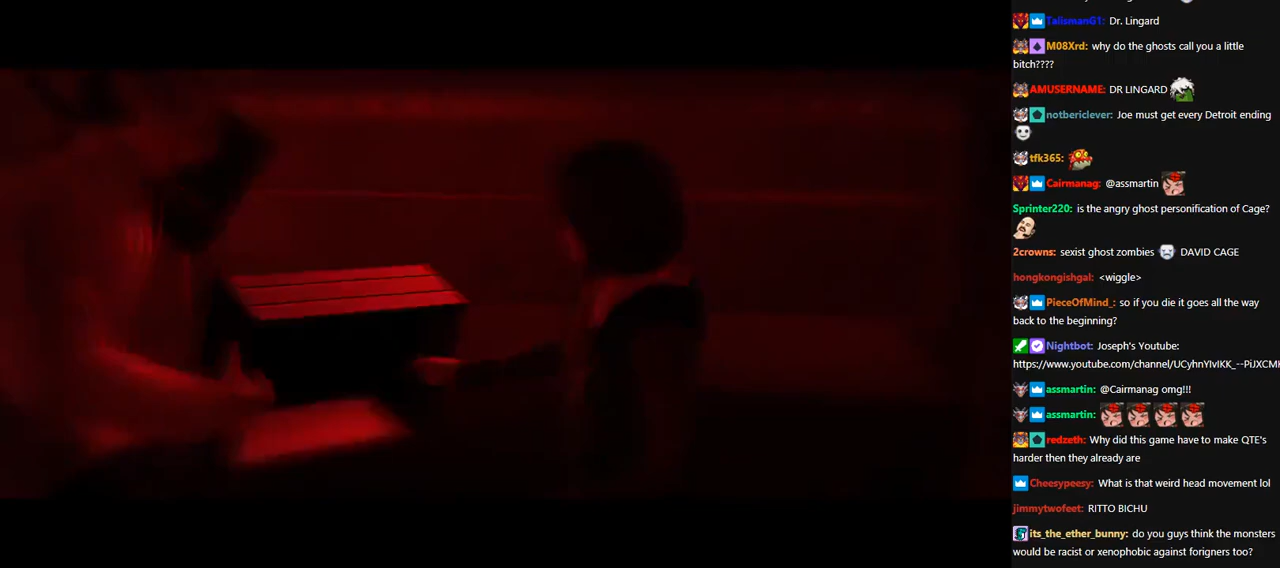 TalismanG1: Dr. Lingard
M08Xrd: why do the ghosts call you a little
bitch????
AMUSERNAME: DR LINGARD
notbericlever: Joe must get every Detroit ending
tfk365:
Cairmanag: @assmartin
Sprinter220: is the angry ghost personification of Cage?
2crowns: sexist ghost zombies DAVID CAGE
hongkongishgal: <wiggle>
PieceOfMind_: so if you die it goes all the way
back to the beginning?
Nightbot: Joseph's Youtube:
https://www.youtube.com/channel/UCyhnYIvIKK_--PiJXCMK
assmartin: @Cairmanag omg!!!
assmartin:
redzeth: Why did this game have to make QTE's
harder then they already are
Cheesypeesy: What is that weird head movement lol
jimmytwofeet: RITTO BICHU
its_the_ether_bunny: do you guys think the monsters
would be racist or xenophobic against forigners too?